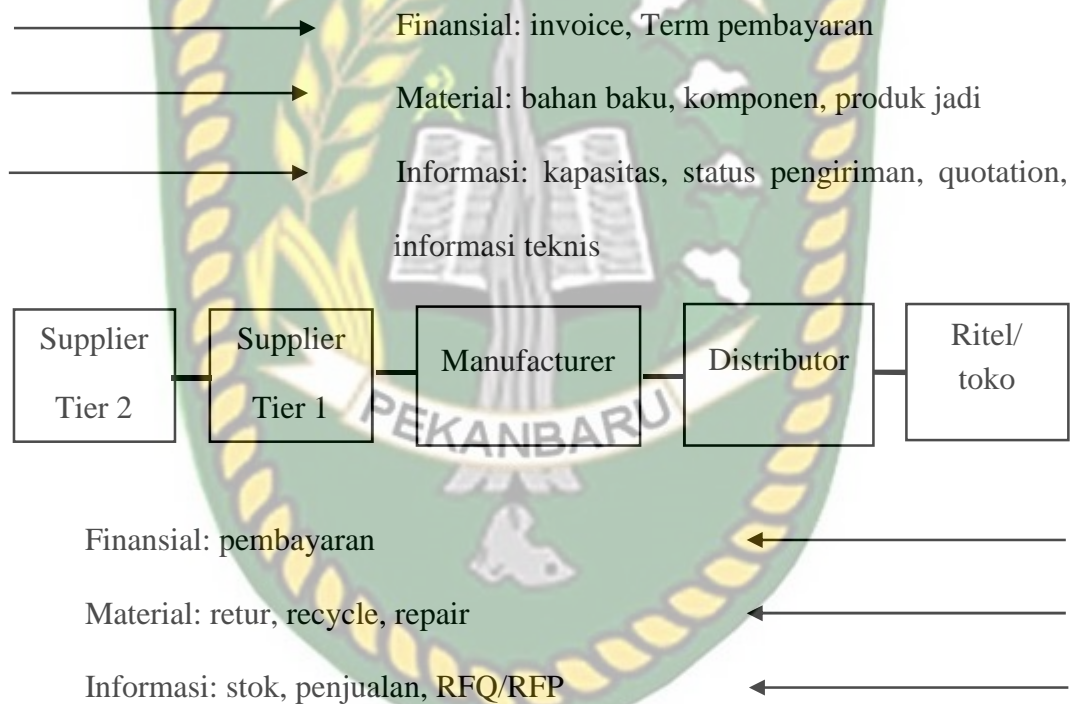 Finansial: invoice, Term pembayaran
Material: bahan baku, komponen, produk jadi
Informasi: kapasitas, status pengiriman, quotation,
informasi teknis
Supplier
Tier 2
Supplier
Tier 1
Manufacturer
Distributor
Ritel/
toko
PEKANBARU
Finansial: pembayaran
Material: retur, recycle, repair
Informasi: stok, penjualan, RFQ/RFP